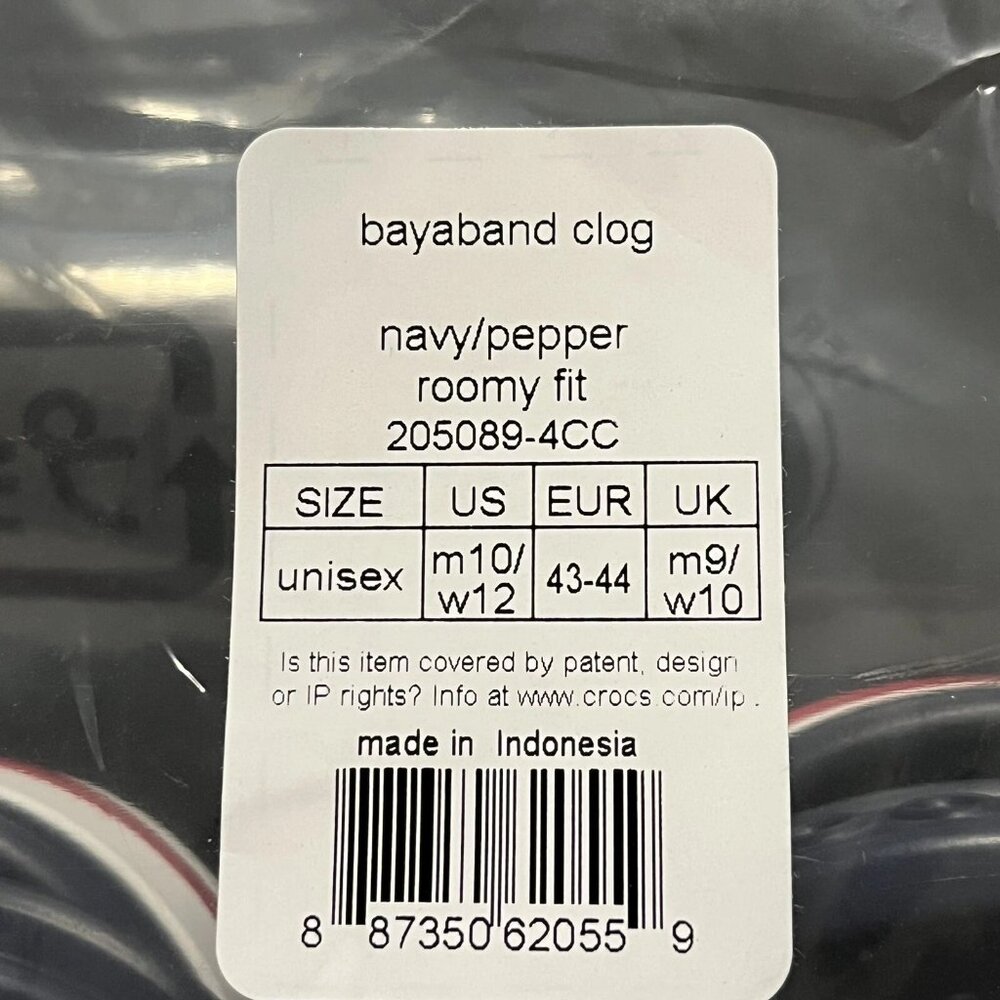 bayaband clog
navy/pepper
roomy fit
205089-4CC
SIZE US EUR UK
unisex m10/ w12 43-44 m9/ w10
Is this item covered by patent, design
or IP rights? Info at www.crocs.com/ip .
made in Indonesia
8 87350 62055 9